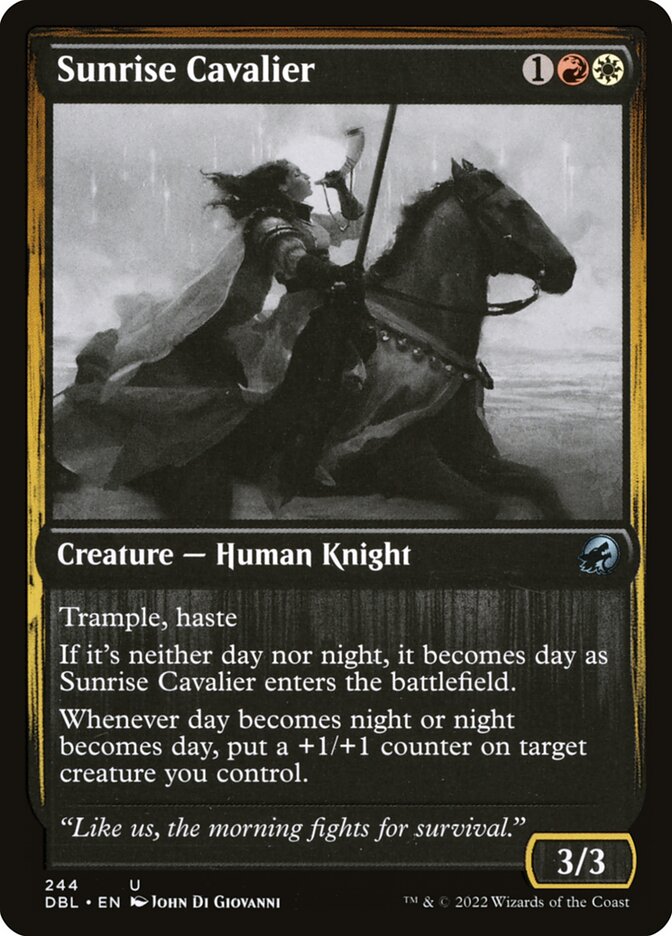 Sunrise Cavalier 1
Creature — Human Knight
Trample, haste
If it's neither day nor night, it becomes day as
Sunrise Cavalier enters the battlefield.
Whenever day becomes night or night
becomes day, put a +1/+1 counter on target
creature you control.
“Like us, the morning fights for survival.”
3/3
244 U
DBL • EN John Di Giovanni ™ & © 2022 Wizards of the Coast